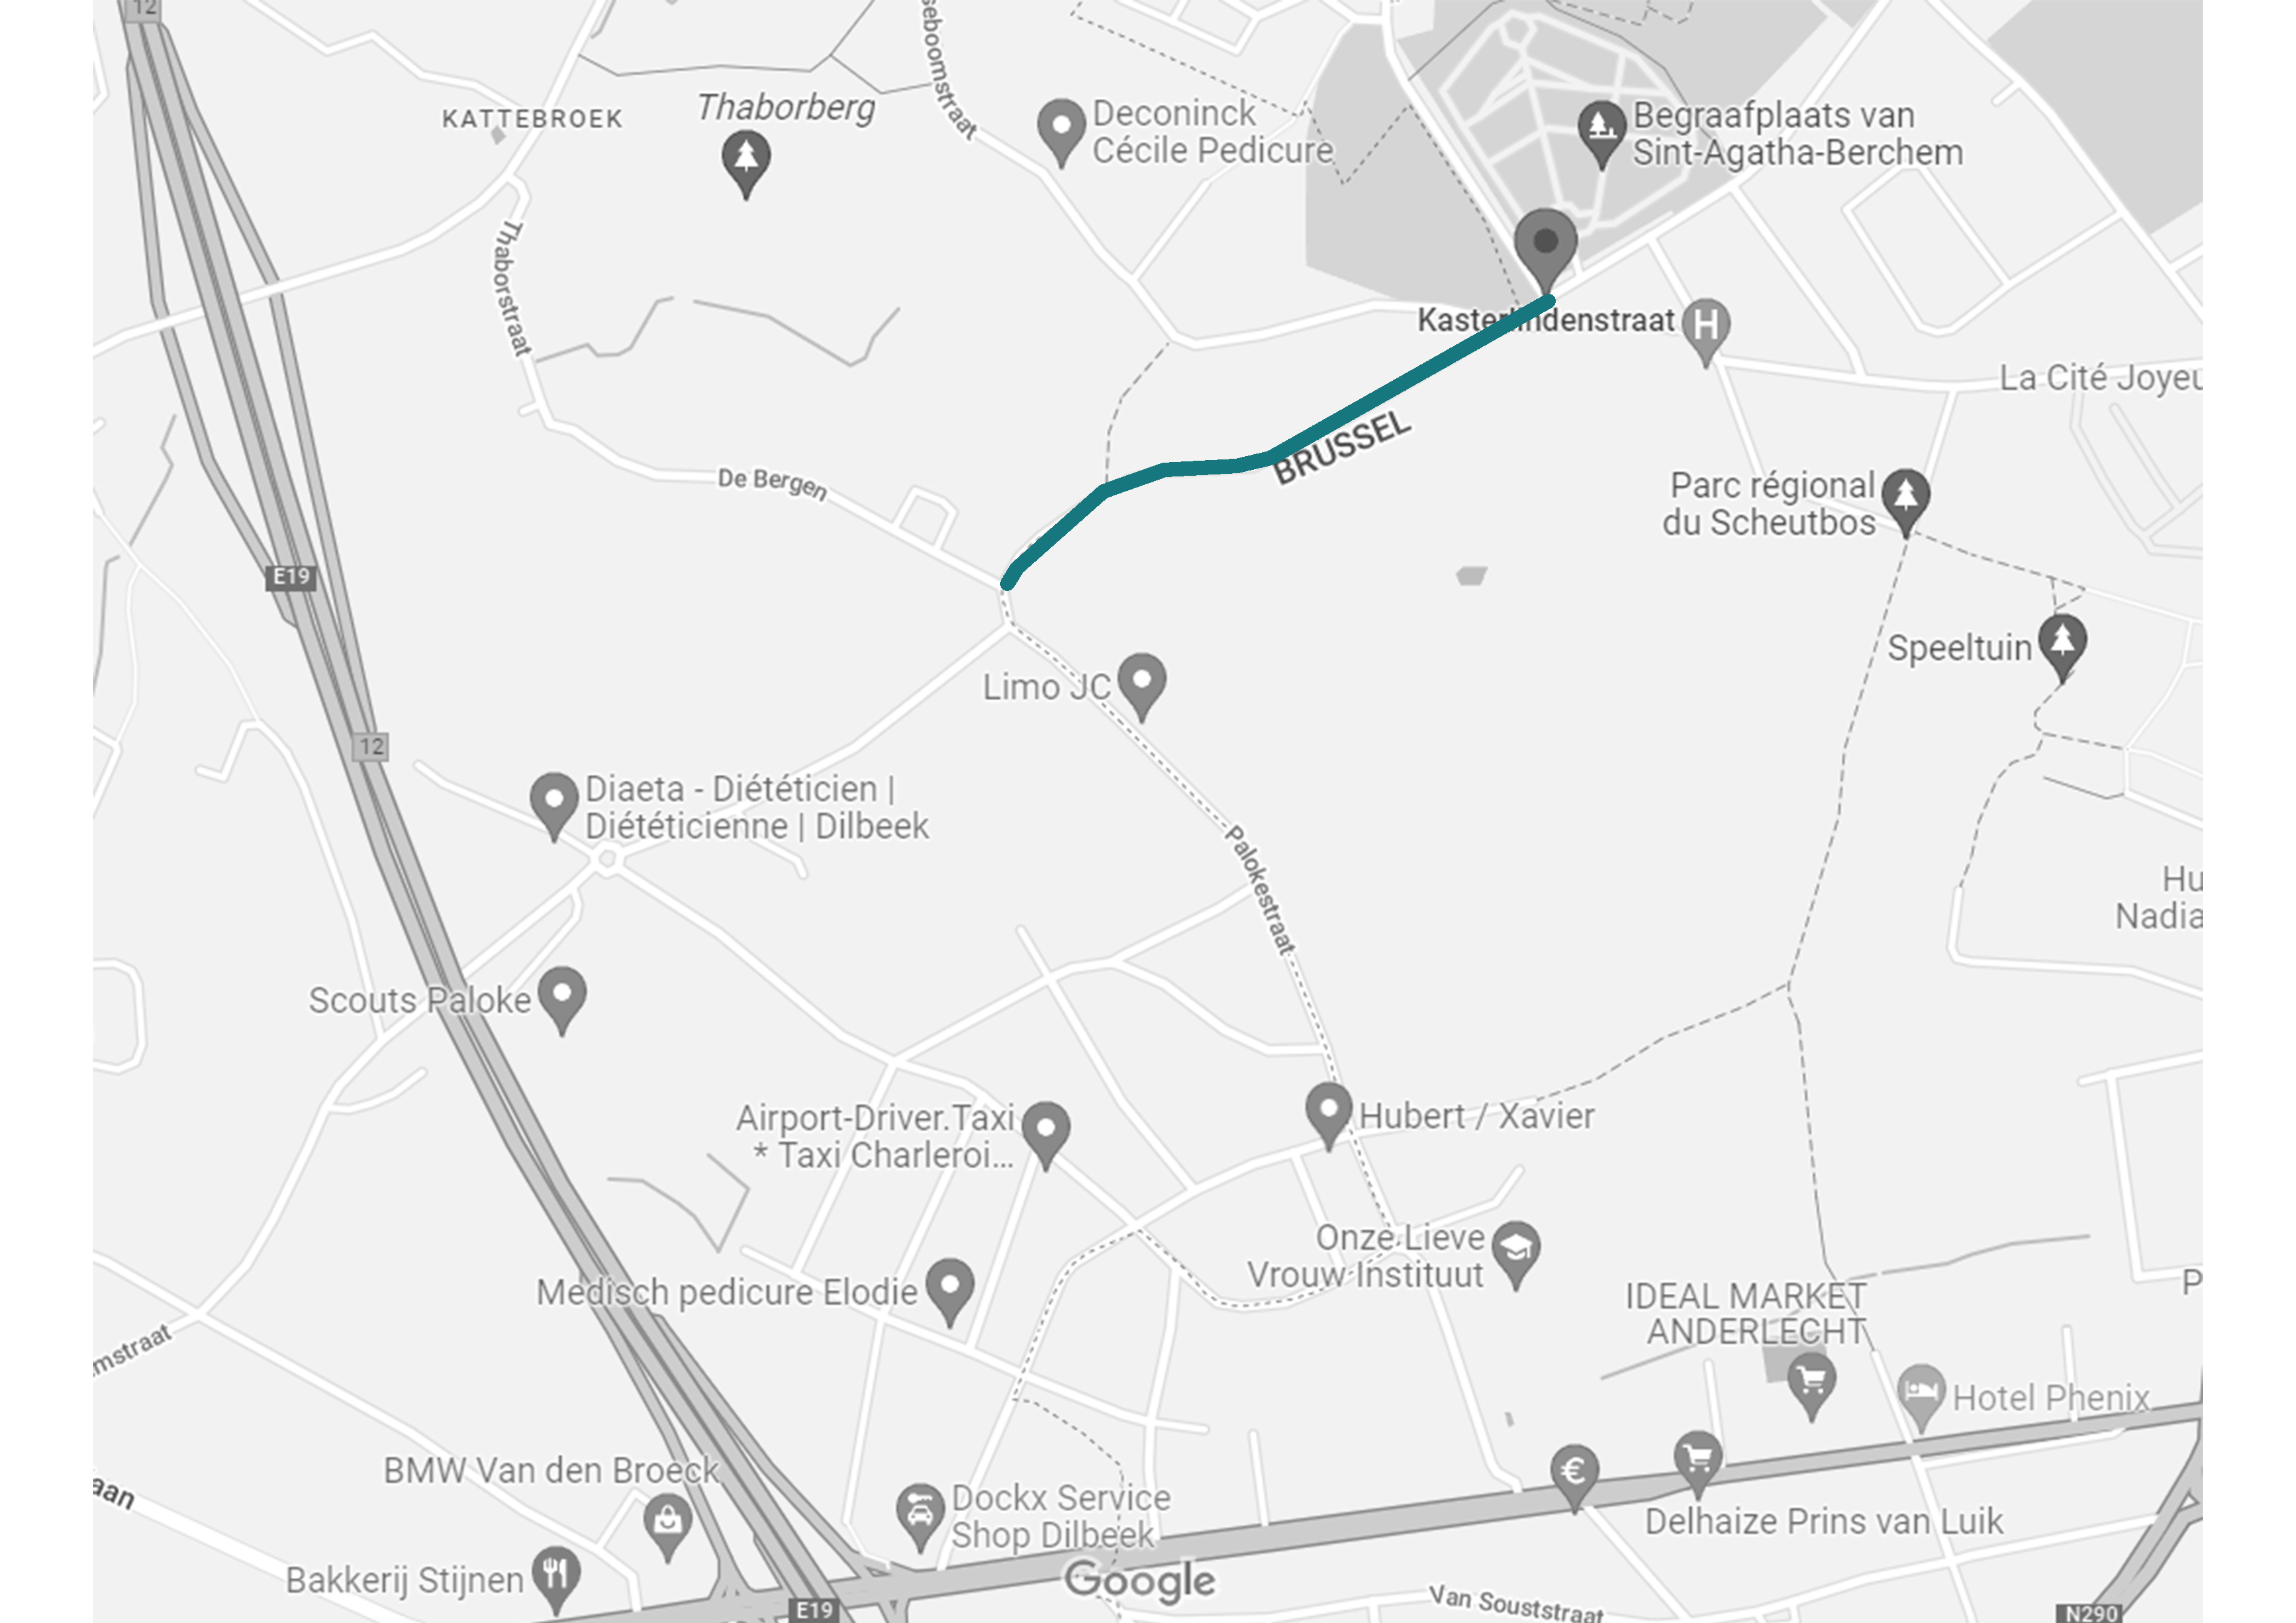 12
seboomstraat
KATTEBROEK
Thaborberg
Deconinck
Cécile Pedicure
Begraafplaats van
Sint-Agatha-Berchem
Thaborstraat
Kasterlindenstraat
H
La Cité Joyeu
BRUSSEL
De Bergen
Parc régional
du Scheutbos
E19
Speeltuin
Limo JC
12
Diaeta - Diététicien |
Diététicienne | Dilbeek
Palokestraat
Hu
Nadia
Scouts Paloke
Airport-Driver.Taxi
* Taxi Charleroi...
Hubert / Xavier
Onze Lieve
Vrouw Instituut
Medisch pedicure Elodie
P
IDEAL MARKET
ANDERLECHT
mstraat
Hotel Phenix
BMW Van den Broeck
aan
€
Dockx Service
Shop Dilbeek
Delhaize Prins van Luik
Bakkerij Stijnen
Google
Van Souststraat
E19
N290